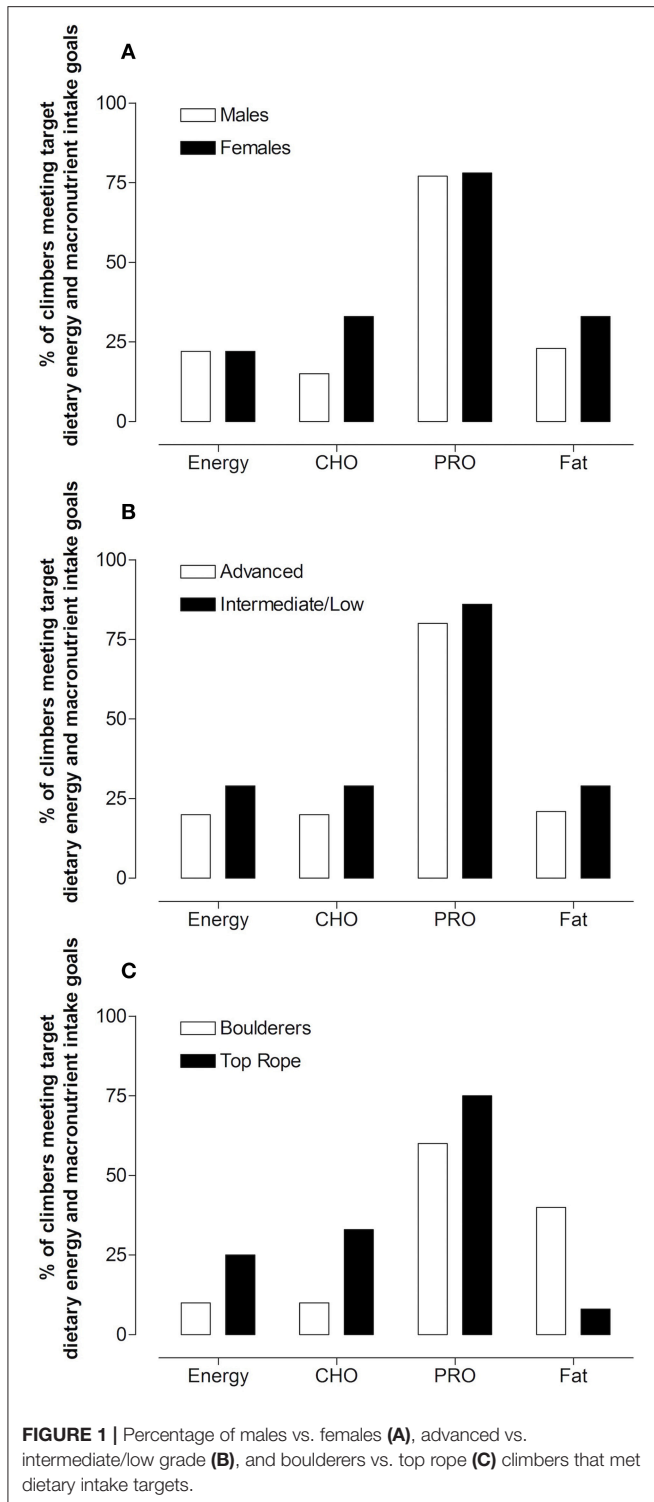 A
% of climbers meeting target
dietary energy and macronutrient intake goals
100
75
50
25
0
Males
Females
Energy CHO PRO Fat
B
% of climbers meeting target
dietary energy and macronutrient intake goals
100
75
50
25
0
Advanced
Intermediate/Low
Energy CHO PRO Fat
C
% of climbers meeting target
dietary energy and macronutrient intake goals
100
75
50
25
0
Boulderers
Top Rope
Energy CHO PRO Fat
FIGURE 1 | Percentage of males vs. females (A), advanced vs.
intermediate/low grade (B), and boulderers vs. top rope (C) climbers that met
dietary intake targets.